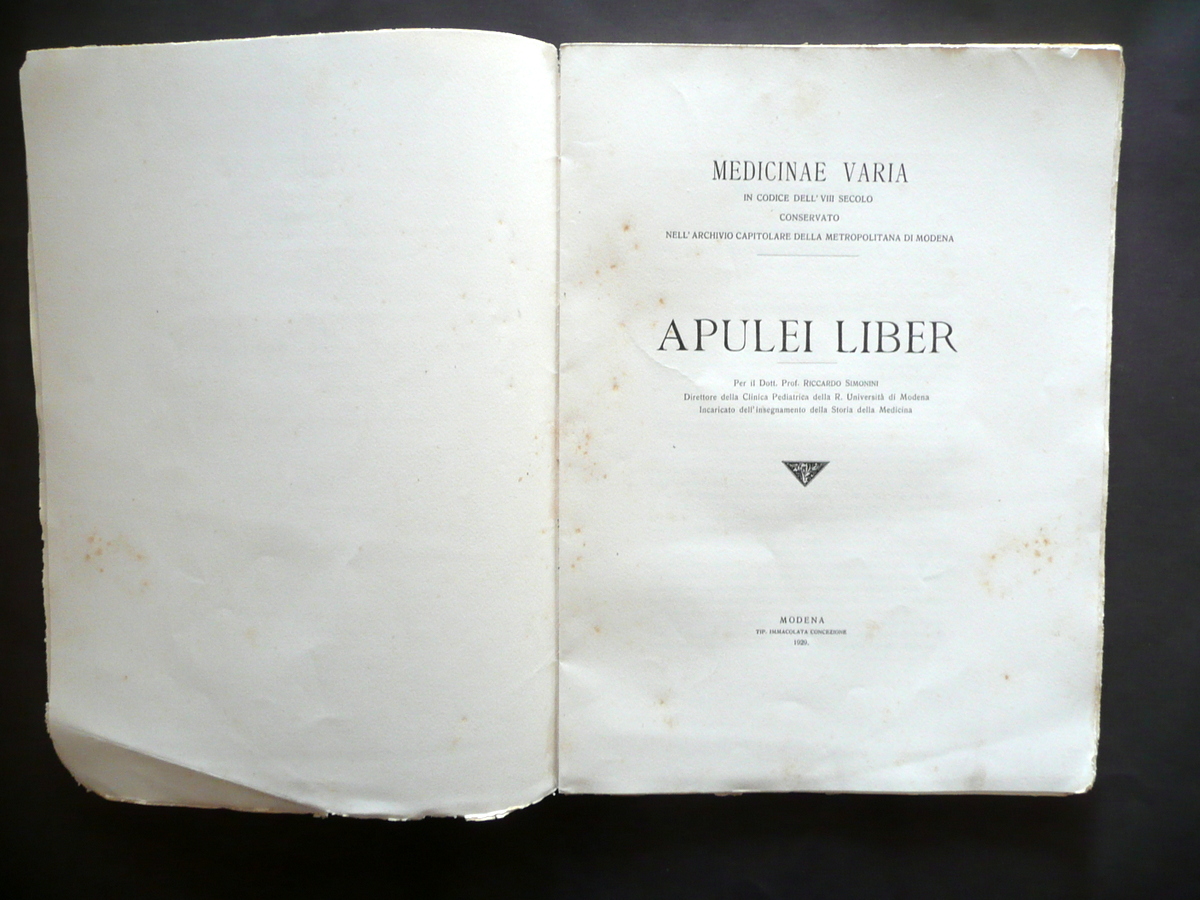 MEDICINAE VARIA
IN CODICE DELL'VIII SECOLO
CONSERVATO
NELL'ARCHIVIO CAPITOLARE DELLA METROPOLITANA DI MODENA
APULEI LIBER
Per il Dott. Prof. RICCARDO SIMONINI
Direttore della Clinica Pediatrica della R. Università di Modena
Incaricato dell'insegnamento della Storia della Medicina
MODENA
TIP. IMMACOLATA CONCEZIONE
1929.